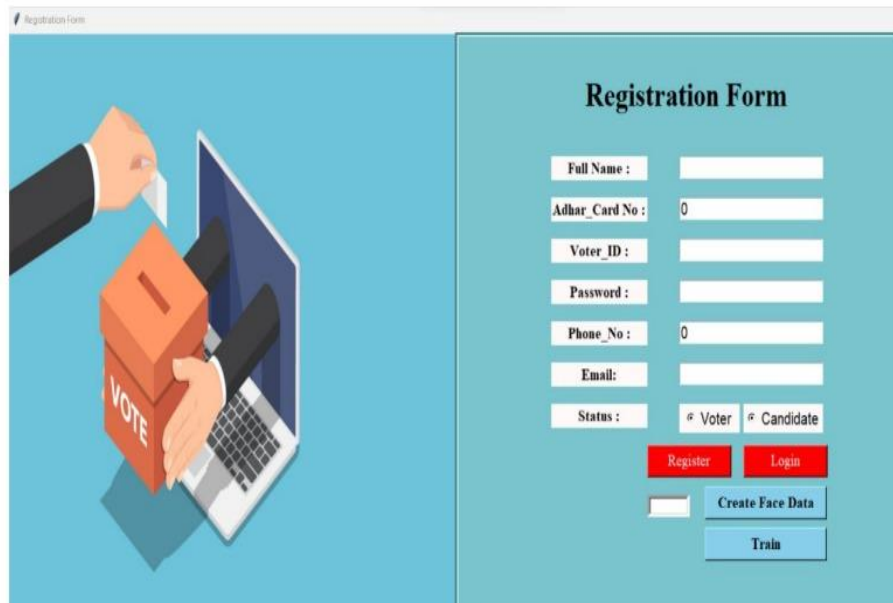 Registration Form
VOTE
Registration Form
Full Name :
Adhar_Card No : 0
Voter_ID :
Password :
Phone_No : 0
Email:
Status : Voter Candidate
Register Login
Create Face Data
Train